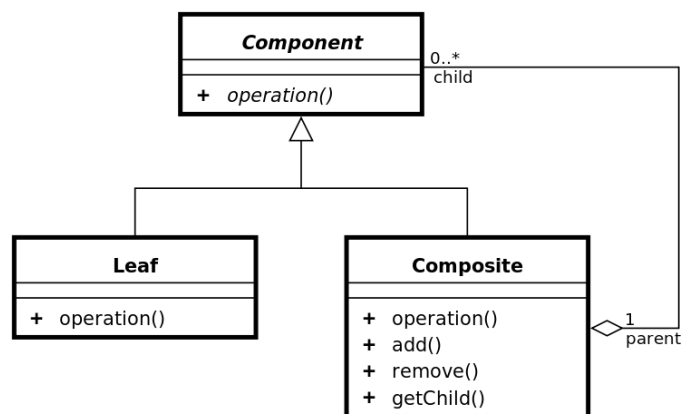 Component
+ operation()
0..*
child
Leaf
+ operation()
Composite
+ operation()
+ add()
+ remove()
+ getChild()
1
parent